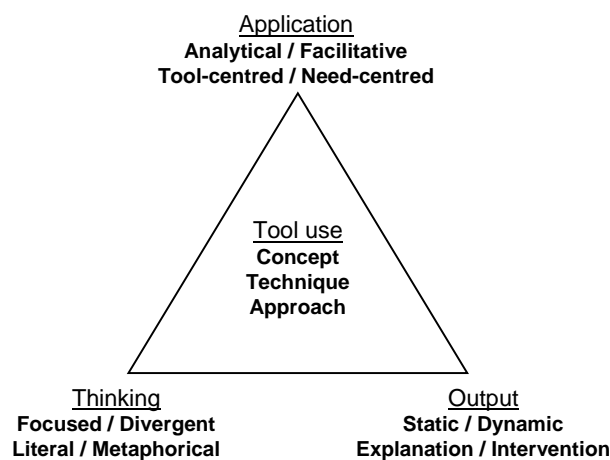 Application
Analytical / Facilitative
Tool-centred / Need-centred
Tool use
Concept
Technique
Approach
Thinking
Focused / Divergent
Literal / Metaphorical
Output
Static / Dynamic
Explanation / Intervention